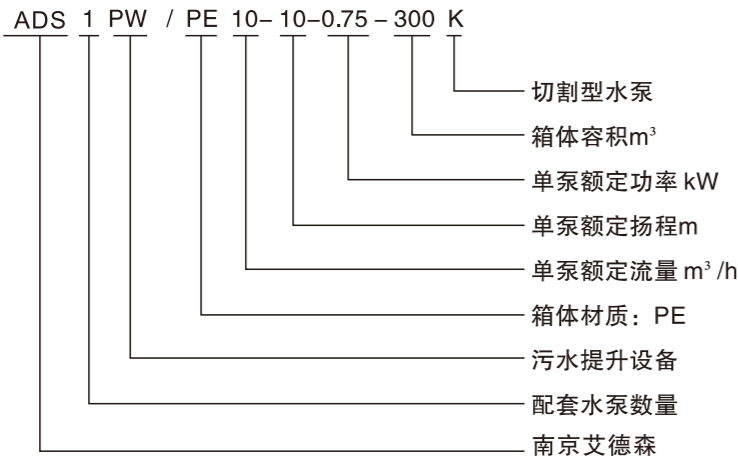 ADS 1 PW / PE 10-10-0.75-300 K
切割型水泵
箱体容积m³
单泵额定功率 kW
单泵额定扬程m
单泵额定流量 m³/h
箱体材质：PE
污水提升设备
配套水泵数量
南京艾德森